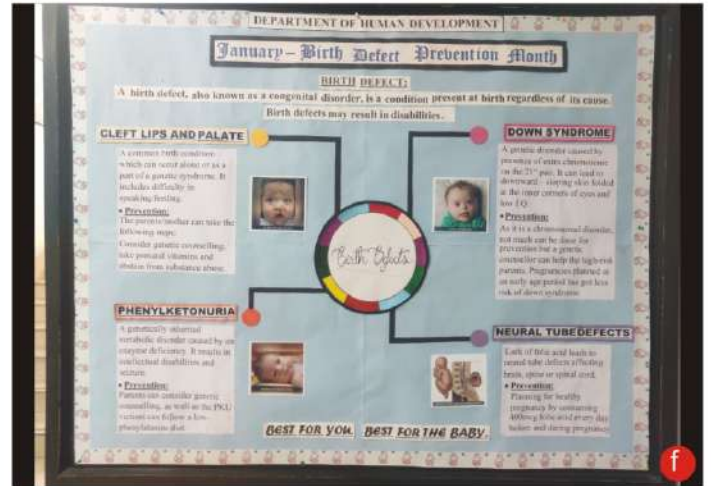 DEPARTMENT OF HUMAN DEVELOPMENT
January – Birth Defect Prevention Month
BIRTH DEFECT:
A birth defect, also known as a congenital disorder, is a condition present at birth regardless of its cause.
Birth defects may result in disabilities.
CLEFT LIPS AND PALATE
A common birth condition
which can occur alone or as a
part of a genetic syndrome. It
includes difficulty in
speaking feeding.
• Prevention:
The parents/mother can take the
following steps:
Consider genetic counselling,
take prenatal vitamins and
abstain from substance abuse.
DOWN SYNDROME
A genetic disorder caused by
presence of extra chromosome
on the 21st pair. It can lead to
downward – slaying skin folded
at the inner corners of eyes and
low I.Q.
• Prevention:
As it is a chromosomal disorder,
not much can be done for
prevention but a genetic
counsellor can help the high-risk
parents. Pregnancies planned at
an early age period has got less
risk of down syndrome.
Birth Defects
PHENYLKETONURIA
A genetically inherited
metabolic disorder caused by an
enzyme deficiency. It results in
intellectual disabilities and
seizure.
• Prevention:
Parents can consider genetic
counselling, as well as the PKU
can follow a low-
phenylalanine diet.
NEURAL TUBE DEFECTS
Lack of folic acid leads to
neural tube defects affecting
brain, spine or spinal cord.
• Prevention:
Planning for healthy
pregnancy by consuming
400mcg folic acid every day
before and during pregnancy
BEST FOR YOU. BEST FOR THE BABY.
f